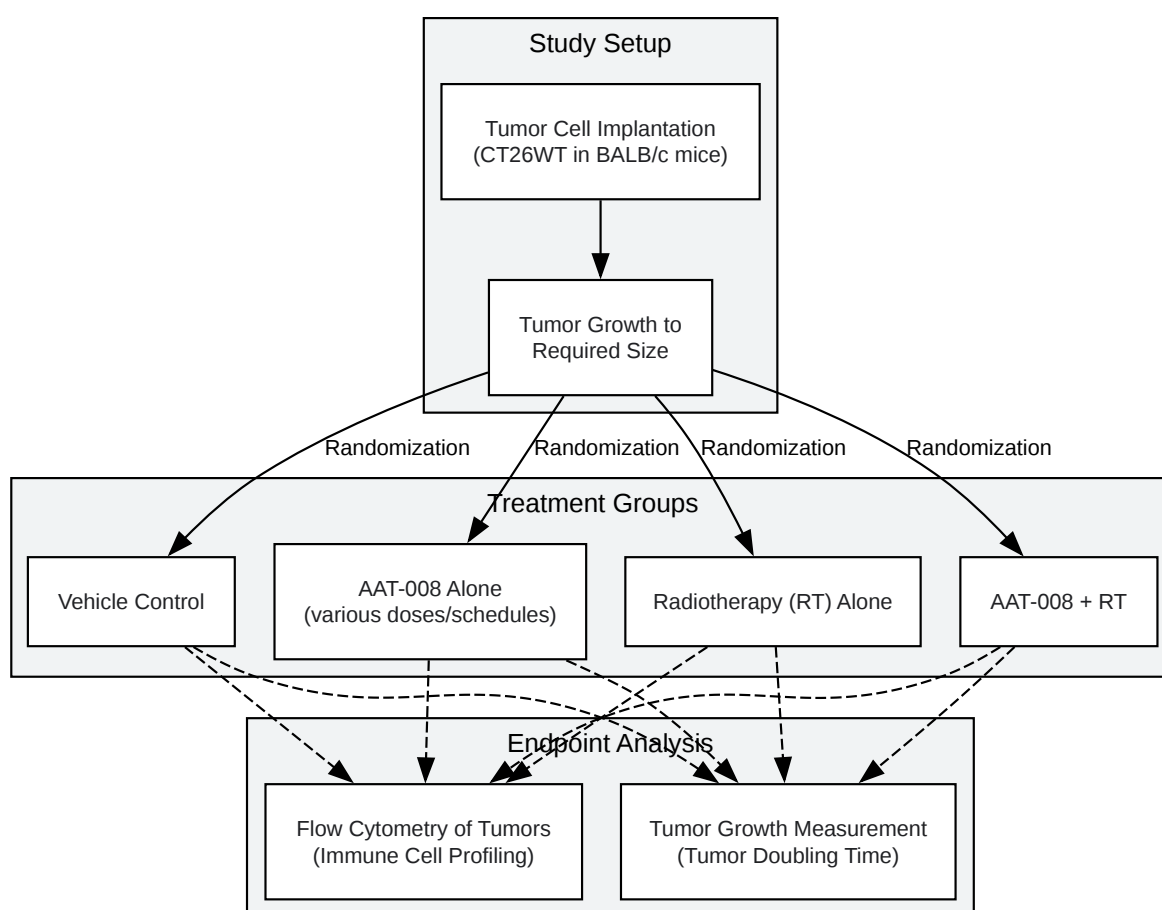 Study Setup
Tumor Cell Implantation
(CT26WT in BALB/c mice)
Tumor Growth to
Required Size
Randomization
Randomization
Randomization
Randomization
Treatment Groups
Vehicle Control
AAT-008 Alone
(various doses/schedules)
Radiotherapy (RT) Alone
AAT-008 + RT
Endpoint Analysis
Flow Cytometry of Tumors
(Immune Cell Profiling)
Tumor Growth Measurement
(Tumor Doubling Time)